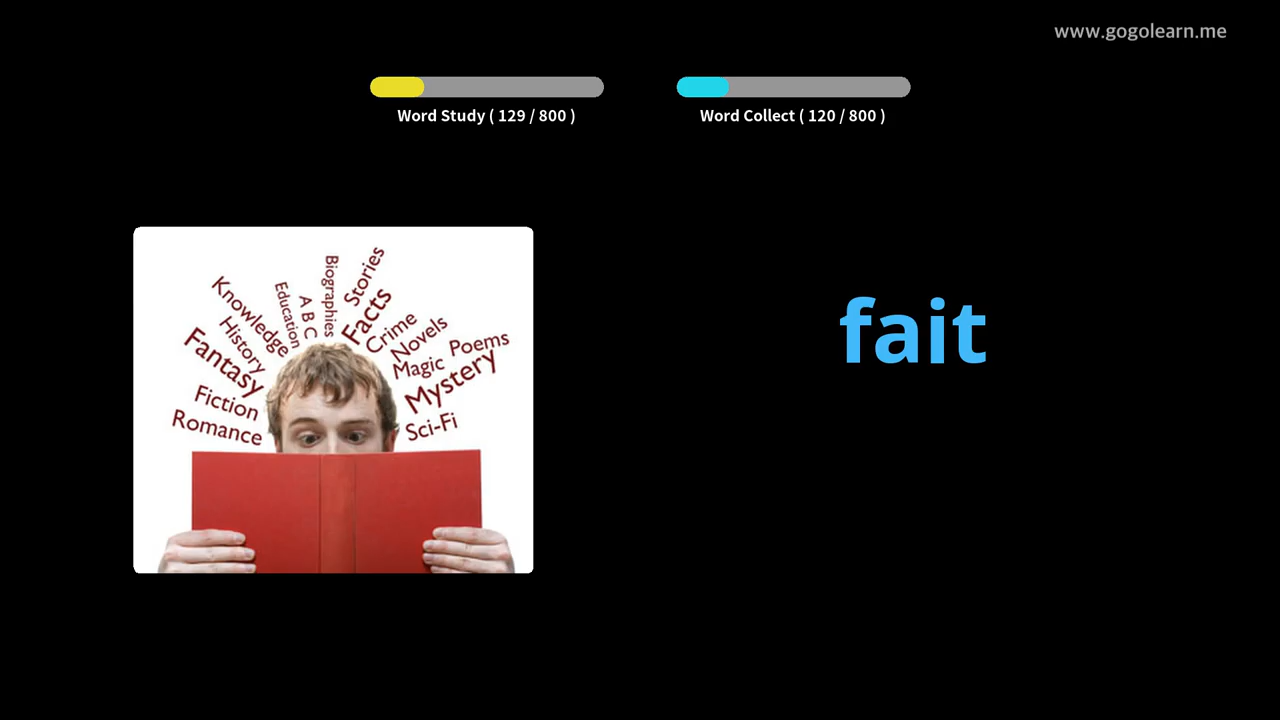 www.gogolearn.me
Word Study ( 129 / 800 )
Word Collect ( 120 / 800 )
fait
Romance
Fiction
Fantasy
History
Knowledge
Education
A B C
Biographies
Stories
Facts
Crime
Novels
Magic
Poems
Mystery
Sci-Fi